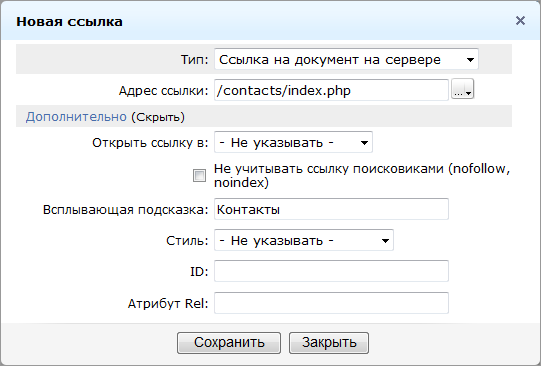 Новая ссылка
Тип: Ссылка на документ на сервере
Адрес ссылки: /contacts/index.php ...
Дополнительно (Скрыть)
Открыть ссылку в: - Не указывать -
Не учитывать ссылку поисковиками (nofollow,
noindex)
Всплывающая подсказка: Контакты
Стиль: - Не указывать -
ID:
Атрибут Rel:
Сохранить Закрыть